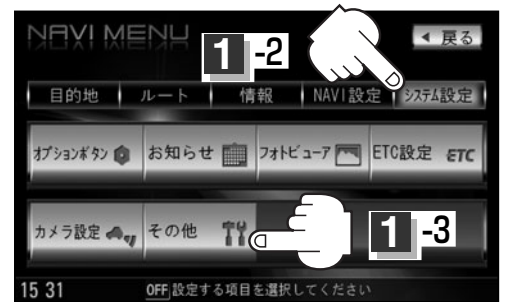 NAVI MENU
1 -2
◀ 戻る
目的地 ルート 情報 NAVI設定 システム設定
オプションボタン お知らせ フォトビューア ETC設定 ETC
カメラ設定 その他
1 -3
15 31 OFF 設定する項目を選択してください